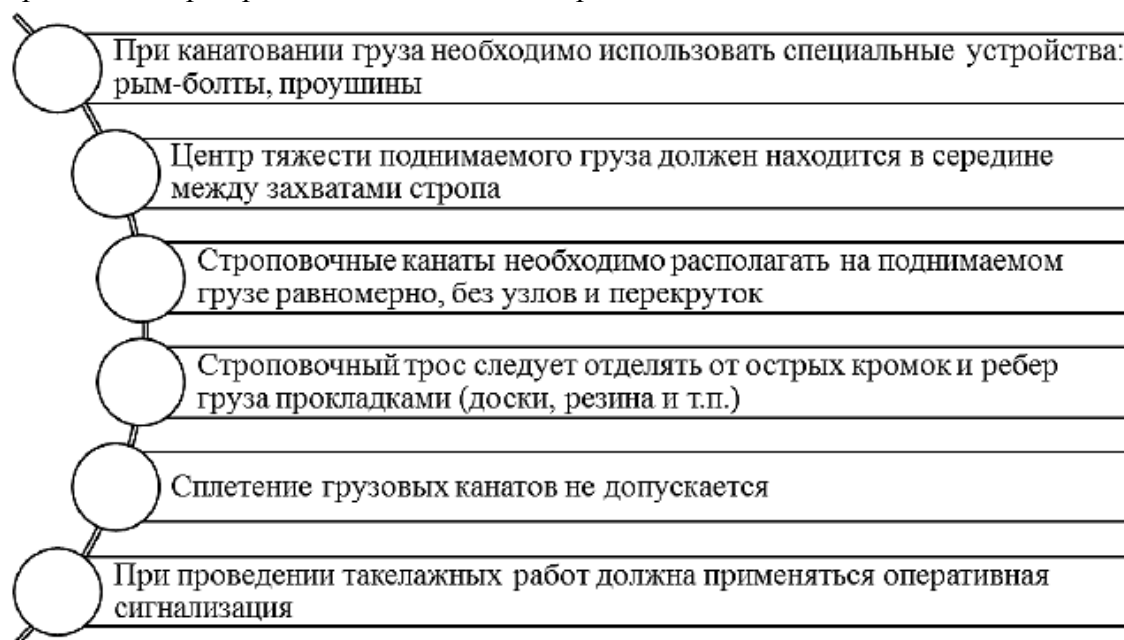 При канатовании груза необходимо использовать специальные устройства:
рым-болты, проушины
Центр тяжести поднимаемого груза должен находится в середине
между захватами стропа
Строповочные канаты необходимо располагать на поднимаемом
грузе равномерно, без узлов и перекруток
Строповочный трос следует отделять от острых кромок и ребер
груза прокладками (доски, резина и т.п.)
Сплетение грузовых канатов не допускается
При проведении такелажных работ должна применяться оперативная
сигнализация